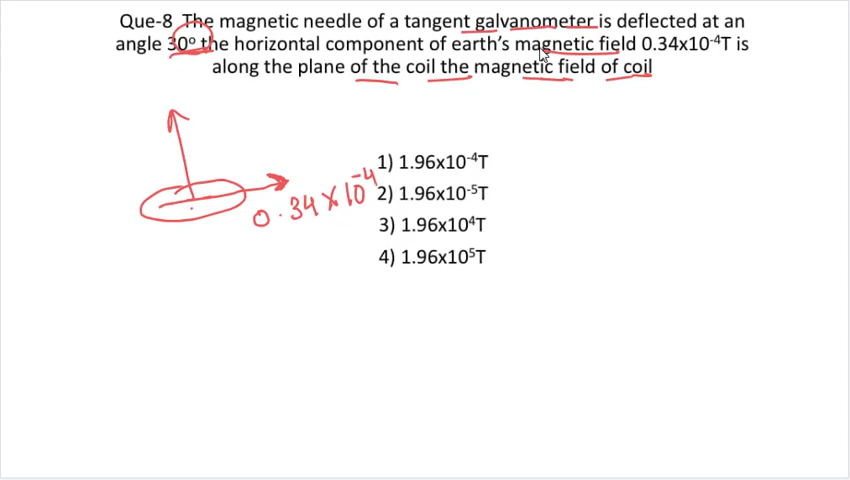 Que-8 The magnetic needle of a tangent galvanometer is deflected at an
angle 30° the horizontal component of earth's magnetic field 0.34x10⁻⁴T is
along the plane of the coil the magnetic field of coil
1) 1.96x10⁻⁴T
0.34×10⁻⁴
2) 1.96x10⁻⁵T
3) 1.96x10⁴T
4) 1.96x10⁵T